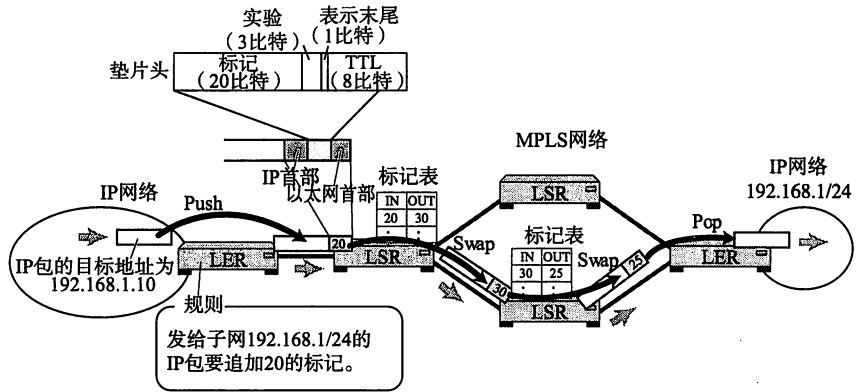 实验
(3比特)
表示末尾
(1比特)
垫片头
标记
(20比特)
TTL
(8比特)
MPLS网络
IP首部
以太网首部
标记表
IN OUT
20 30
IP网络
Push
20
LER
LSR
IP包的目标地址为
192.168.1.10
规则
发给子网192.168.1/24的
IP包要追加20的标记。
LSR
Swap
30
标记表
IN OUT
30 25
LSR
Swap
25
Pop
LER
IP网络
192.168.1/24